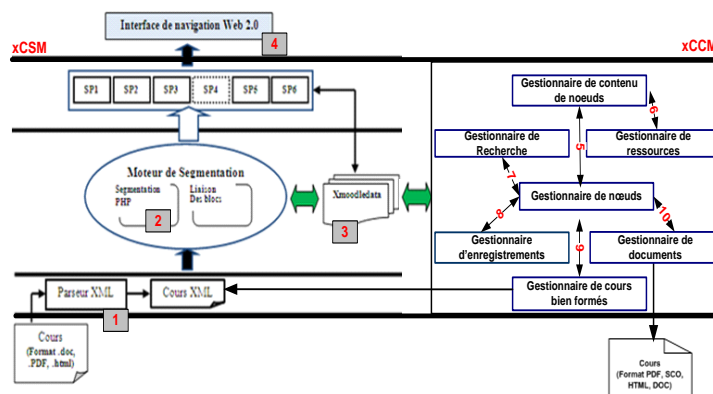 Interface de navigation Web 2.0
4
xCSM
xCCM
SP1 SP2 SP3 SP4 SP5 SP6
Moteur de Segmentation
Segmentation
PHP
Liaison
Des blocs
2
Xmoodledata
3
Parseur XML
Cours XML
1
Cours
(Format .doc,
.PDF, .html)
Gestionnaire de contenu
de noeuds
6
5
Gestionnaire de
Recherche
Gestionnaire de
ressources
7
Gestionnaire de nœuds
8
10
9
Gestionnaire
d'enregistrements
Gestionnaire de
documents
Gestionnaire de cours
bien formés
Cours
(Format PDF, SCO,
HTML, DOC)